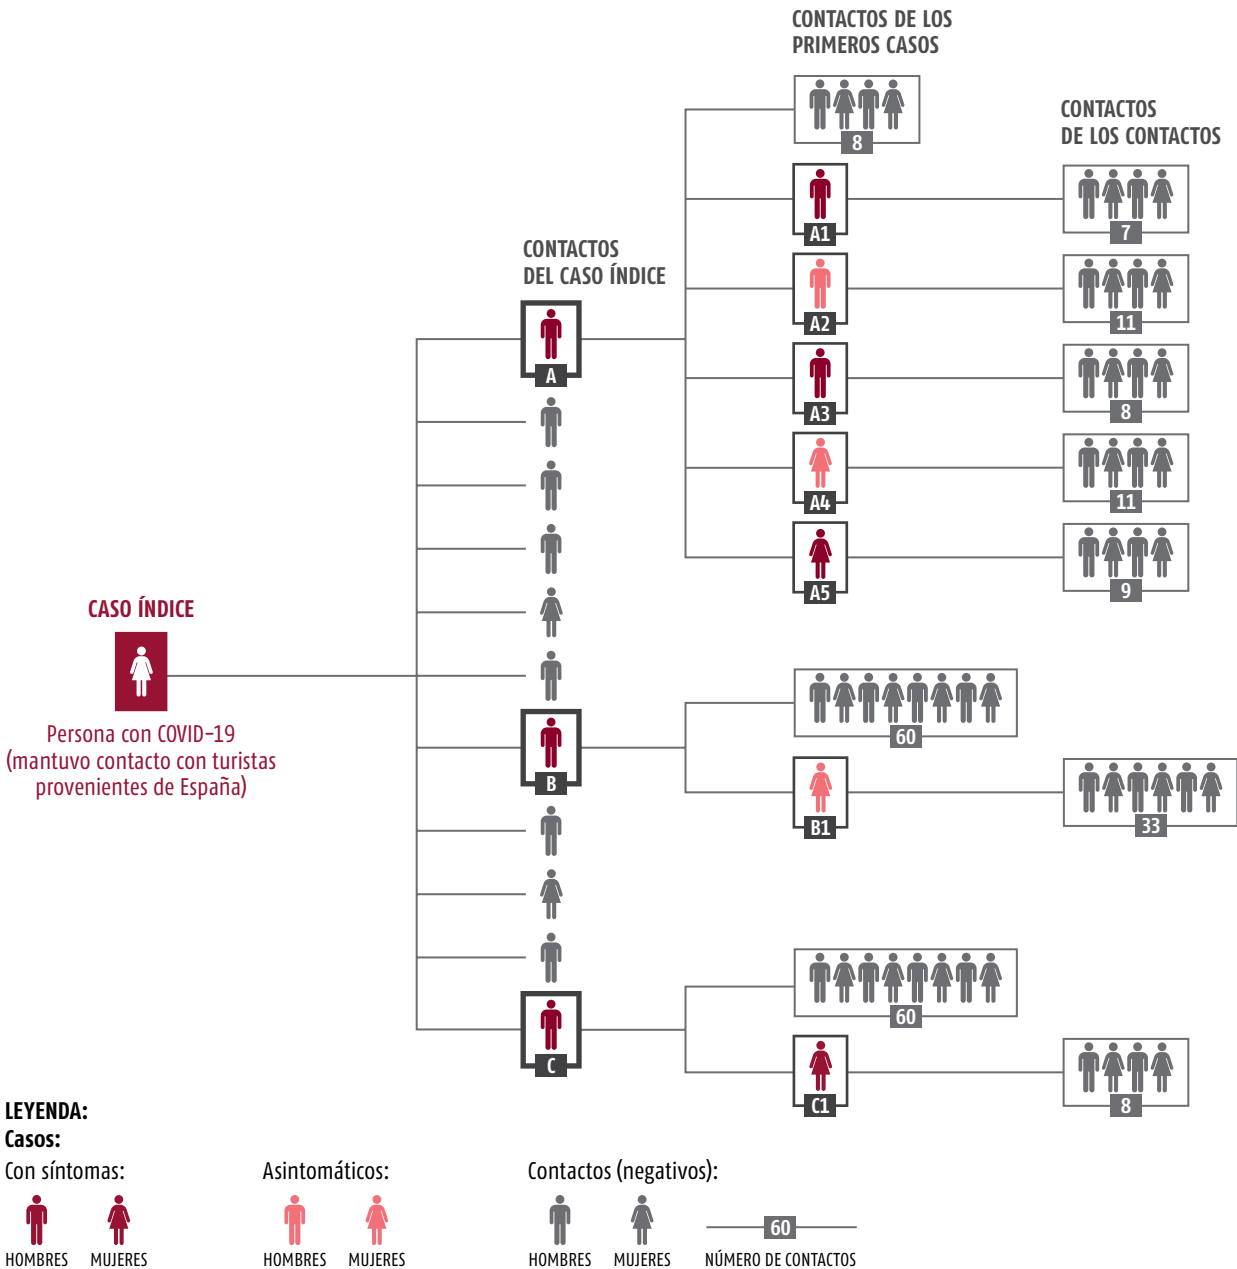 CONTACTOS DE LOS
PRIMEROS CASOS
8
CONTACTOS
DE LOS CONTACTOS
A1
7
CONTACTOS
DEL CASO ÍNDICE
A2
11
A
A3
8
A4
11
A5
9
CASO ÍNDICE
Persona con COVID-19
(mantuvo contacto con turistas
provenientes de España)
60
B
B1
33
60
C
C1
8
LEYENDA:
Casos:
Con síntomas:
Asintomáticos:
Contactos (negativos):
60
HOMBRES MUJERES
HOMBRES MUJERES
HOMBRES MUJERES
NÚMERO DE CONTACTOS